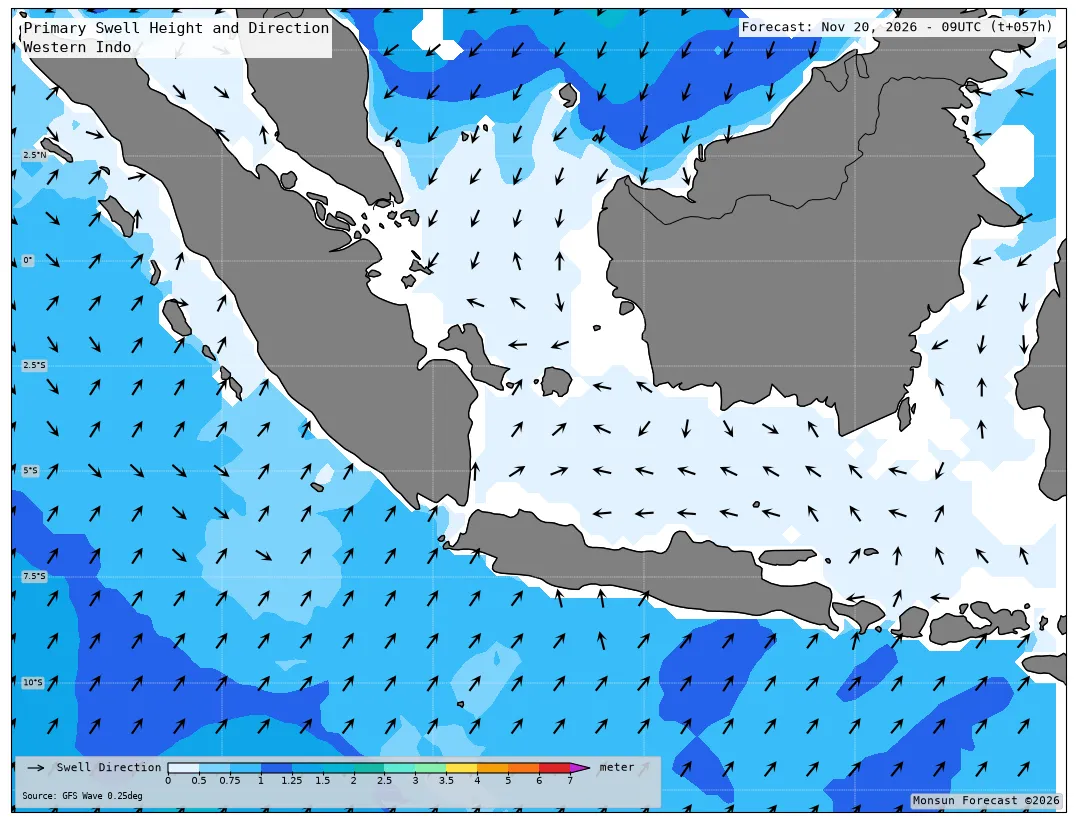 Primary Swell Height and Direction
Western Indo
Forecast: Nov 20, 2026 - 09UTC (t+057h)
2.5°N
0°
2.5°S
5°S
7.5°S
10°S
Swell Direction
0 0.5 0.75 1 1.25 1.5 2 2.5 3 3.5 4 5 6 7
meter
Source: GFS Wave 0.25deg
Monsun Forecast ©2026